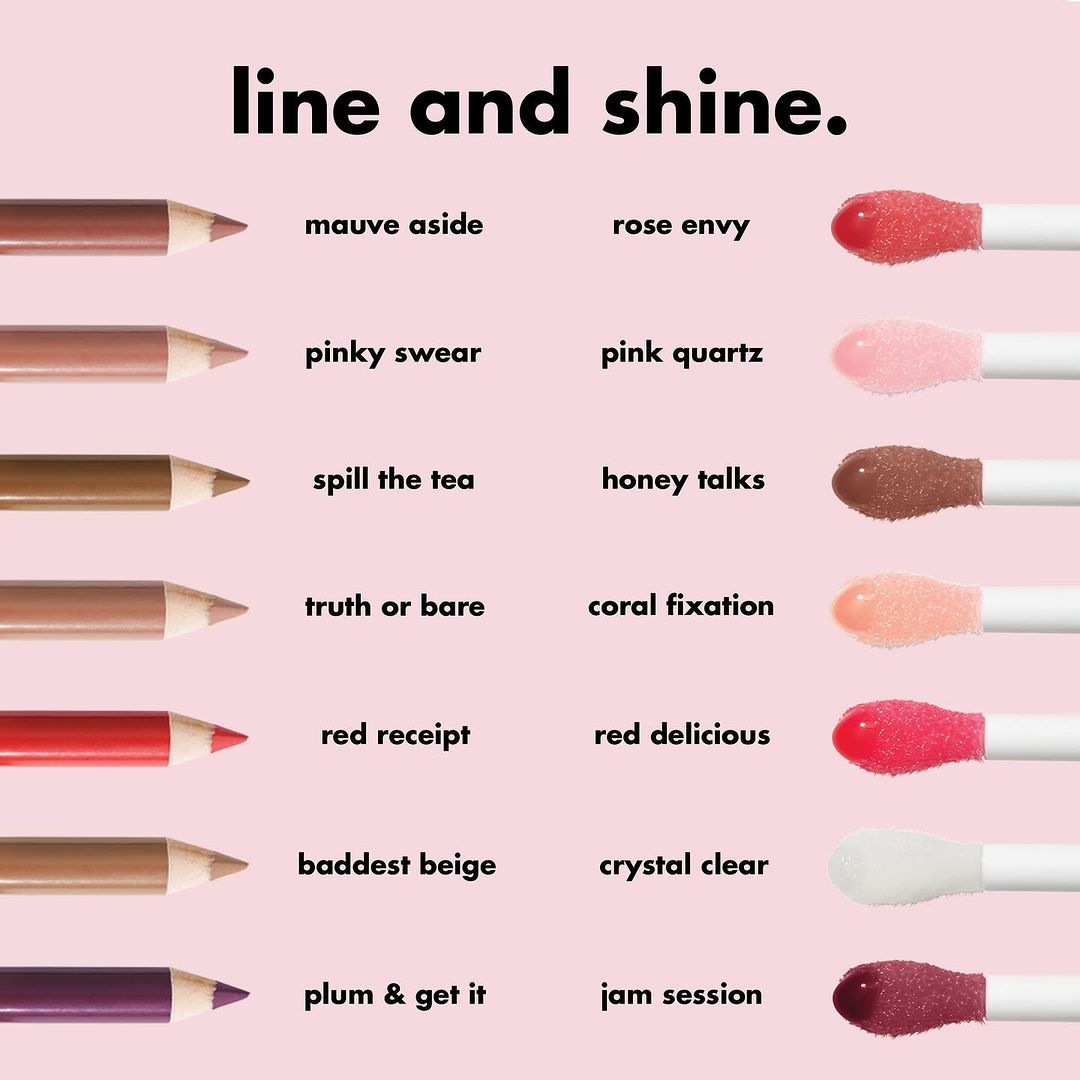 line and shine.
mauve aside rose envy
pinky swear pink quartz
spill the tea honey talks
truth or bare coral fixation
red receipt red delicious
baddest beige crystal clear
plum & get it jam session